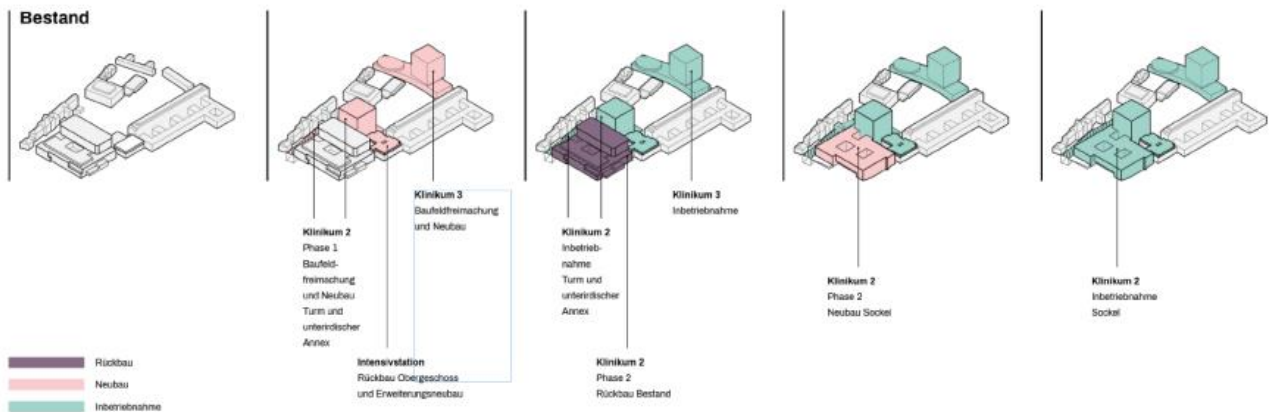 Bestand
Klinikum 3
Baufeldfreimachung
und Neubau
Klinikum 2
Phase 1
Baufeld-
freimachung
und Neubau
Turm und
unterirdischer
Annex
Intensivstation
Rückbau Obergeschoss
und Erweiterungsneubau
Klinikum 3
Inbetriebnahme
Klinikum 2
Inbetrieb-
nahme
Turm und
unterirdischer
Annex
Klinikum 2
Phase 2
Rückbau Bestand
Klinikum 2
Phase 2
Neubau Sockel
Klinikum 2
Inbetriebnahme
Sockel
Rückbau
Neubau
Inbetriebnahme